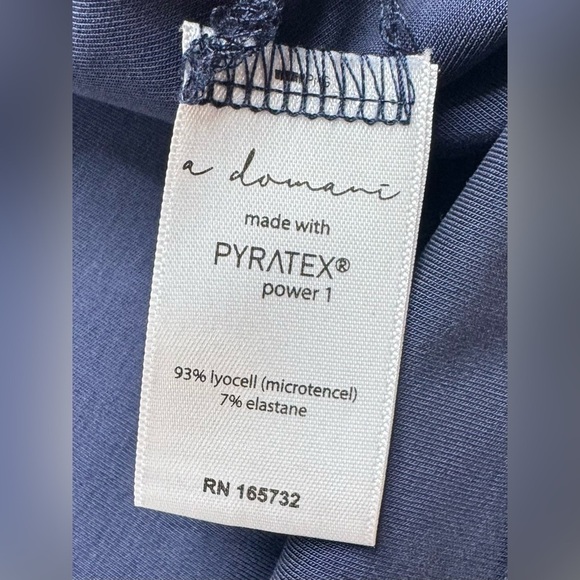 a domani
made with
PYRATEX®
power 1
93% lyocell (microtencel)
7% elastane
RN 165732